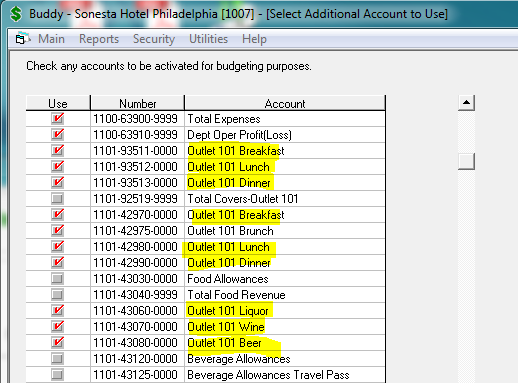 Buddy - Sonesta Hotel Philadelphia [1007] - [Select Additional Account to Use]
Main Reports Security Utilities Help
Check any accounts to be activated for budgeting purposes.
Use Number Account
1100-63900-9999 Total Expenses
1100-63910-9999 Dept Oper Profit(Loss)
1101-93511-0000 Outlet 101 Breakfast
1101-93512-0000 Outlet 101 Lunch
1101-93513-0000 Outlet 101 Dinner
1101-92519-9999 Total Covers-Outlet 101
1101-42970-0000 Outlet 101 Breakfast
1101-42975-0000 Outlet 101 Brunch
1101-42980-0000 Outlet 101 Lunch
1101-42990-0000 Outlet 101 Dinner
1101-43030-0000 Food Allowances
1101-43040-9999 Total Food Revenue
1101-43060-0000 Outlet 101 Liquor
1101-43070-0000 Outlet 101 Wine
1101-43080-0000 Outlet 101 Beer
1101-43120-0000 Beverage Allowances
1101-43125-0000 Beverage Allowances Travel Pass